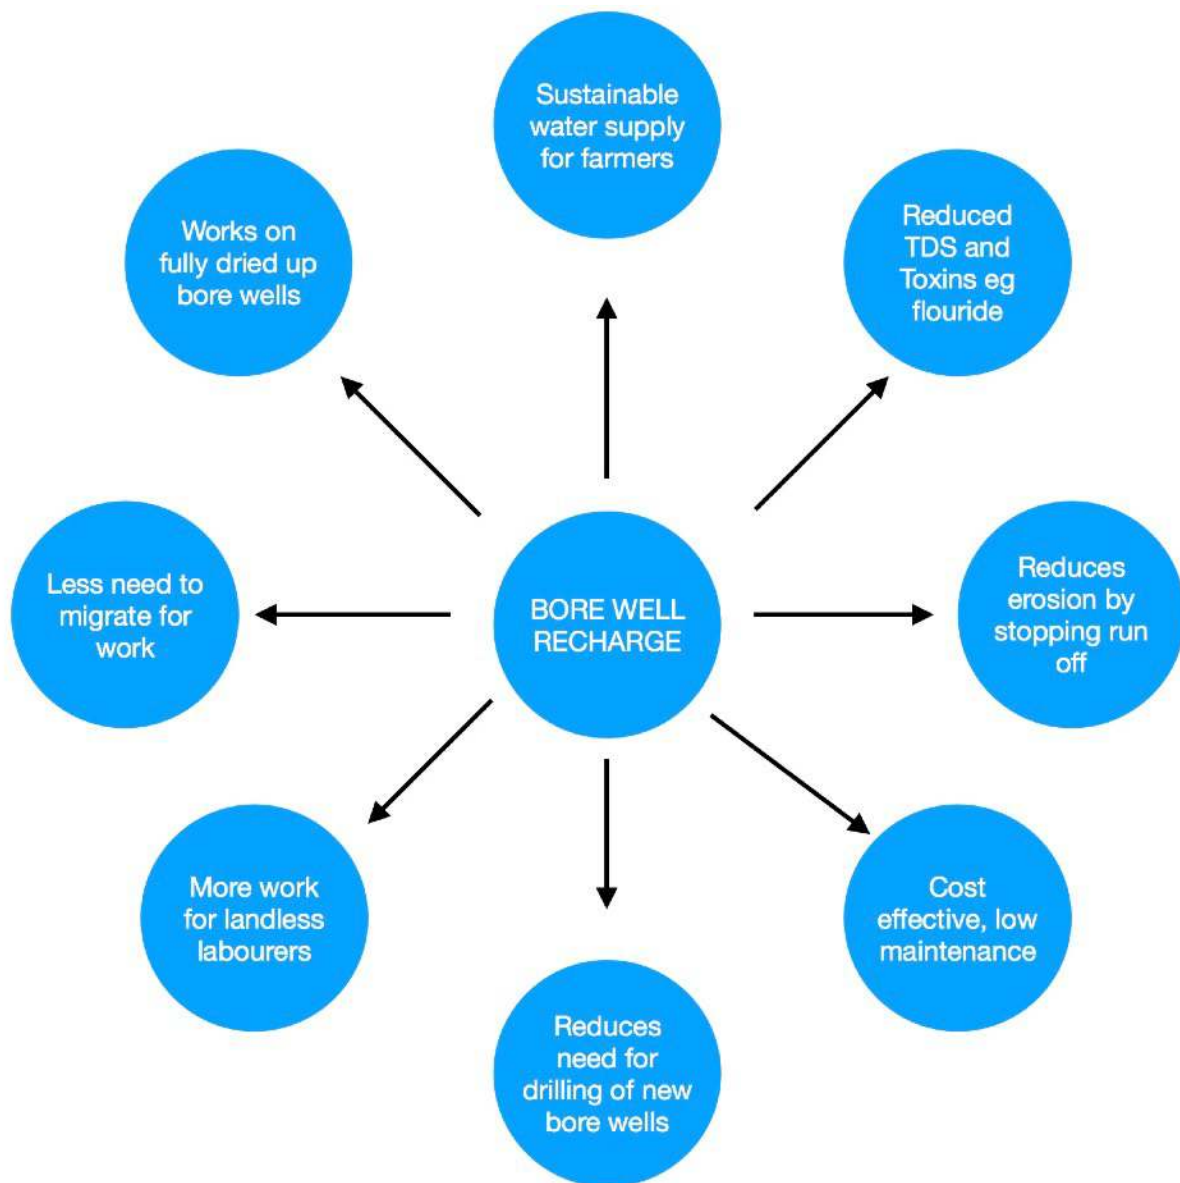 Sustainable
water supply
for farmers
Works on
fully dried up
bore wells
Reduced
TDS and
Toxins eg
flouride
Less need to
migrate for
work
BORE WELL
RECHARGE
Reduces
erosion by
stopping run
off
More work
for landless
labourers
Cost
effective, low
maintenance
Reduces
need for
drilling of new
bore wells